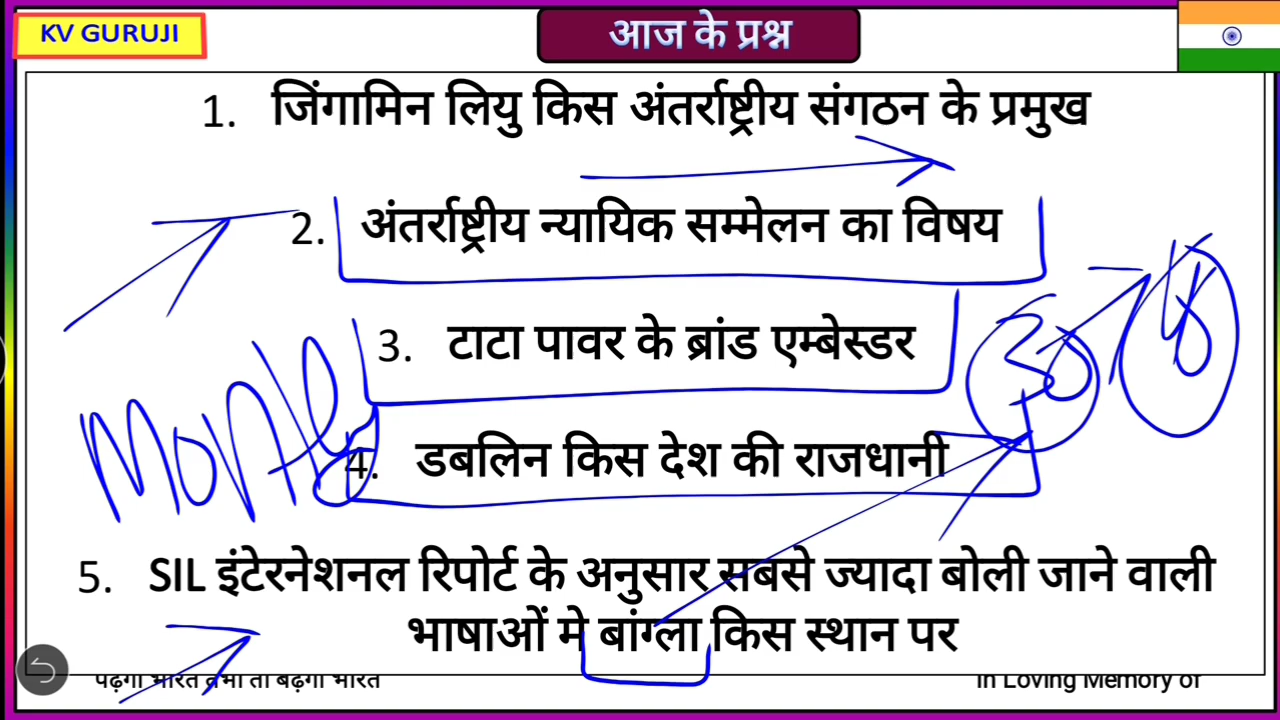 KV GURUJI
आज के प्रश्न
1. जिंगामिन लियु किस अंतर्राष्ट्रीय संगठन के प्रमुख
2. अंतर्राष्ट्रीय न्यायिक सम्मेलन का विषय
3. टाटा पावर के ब्रांड एम्बेस्डर
4. डबलिन किस देश की राजधानी
5. SIL इंटेरनेशनल रिपोर्ट के अनुसार सबसे ज्यादा बोली जाने वाली
भाषाओं मे बांग्ला किस स्थान पर
पढ़ेगा भारत तभी तो बढ़ेगा भारत
In Loving Memory of